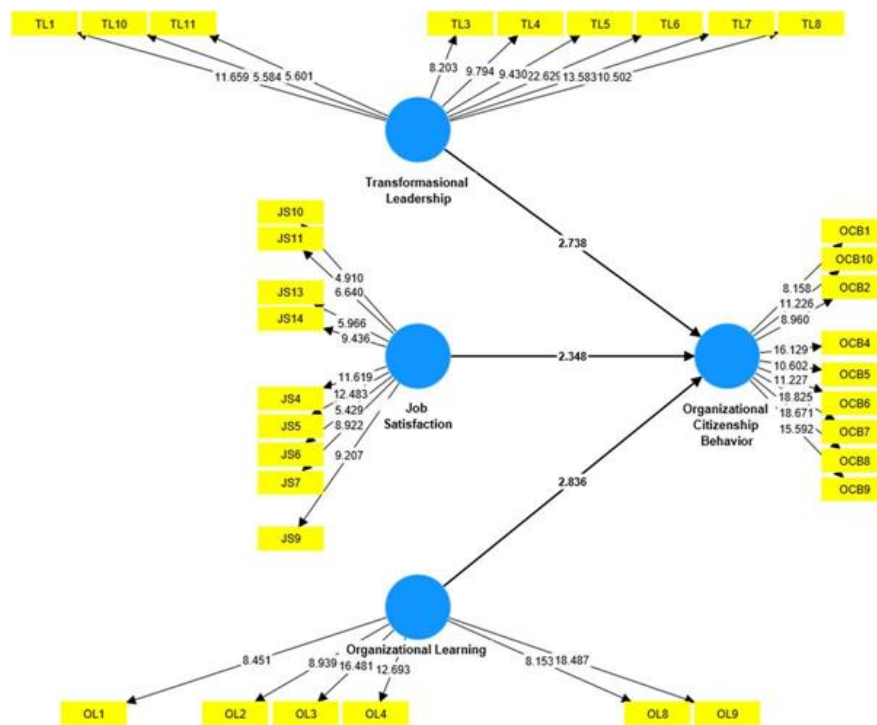 TL1 TL10 TL11 TL3 TL4 TL5 TL6 TL7 TL8
11.659 5.584 5.601 8.203 9.794 9.430 22.629 13.583 10.502
Transformasional
Leadership
JS10
JS11
JS13
JS14
JS4
JS5
JS6
JS7
JS9
4.910
6.640
5.966
9.436
11.619
12.483
5.429
8.922
9.207
Job
Satisfaction
2.738
2.348
2.836
OCB1
OCB10
OCB2
OCB4
OCB5
OCB6
OCB7
OCB8
OCB9
8.158
11.226
8.960
16.129
10.602
11.227
18.825
18.671
15.592
Organizational
Citizenship
Behavior
Organizational Learning
8.451 8.939 16.481 12.693 8.153 18.487
OL1 OL2 OL3 OL4 OL8 OL9